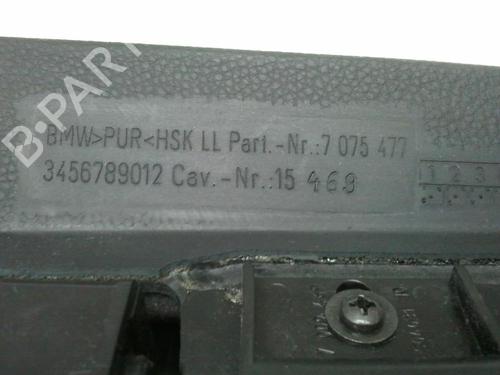 BMW>PUR<HSK LL Part.-Nr.:7 075 477
3456789012 Cav.-Nr.:15 469
1 2 3
B-PARTS